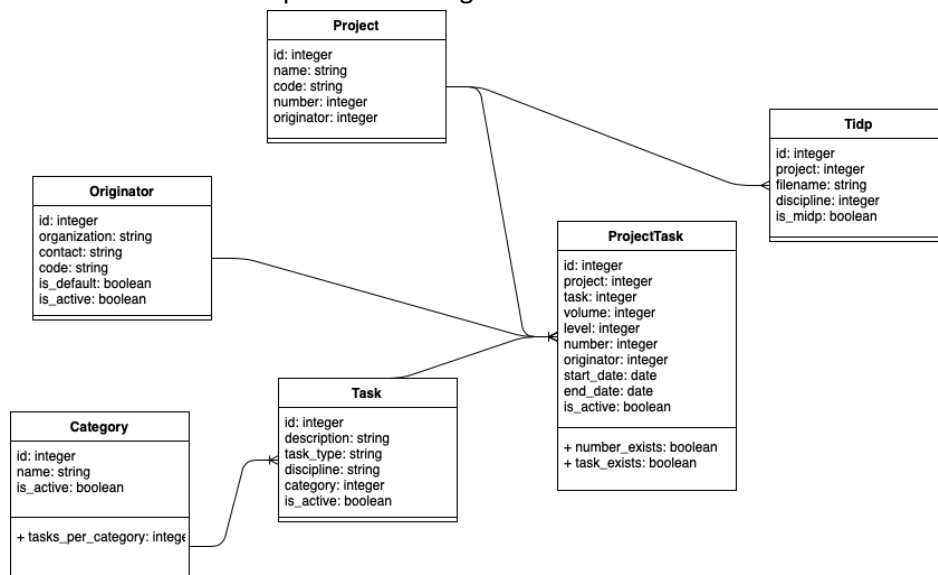 Project
id: integer
name: string
code: string
number: integer
originator: integer
Tidp
id: integer
project: integer
filename: string
discipline: integer
is_midp: boolean
Originator
id: integer
organization: string
contact: string
code: string
is_default: boolean
is_active: boolean
ProjectTask
id: integer
project: integer
task: integer
volume: integer
level: integer
number: integer
originator: integer
start_date: date
end_date: date
is_active: boolean
+ number_exists: boolean
+ task_exists: boolean
Task
id: integer
description: string
task_type: string
discipline: string
category: integer
is_active: boolean
Category
id: integer
name: string
is_active: boolean
+ tasks_per_category: intege